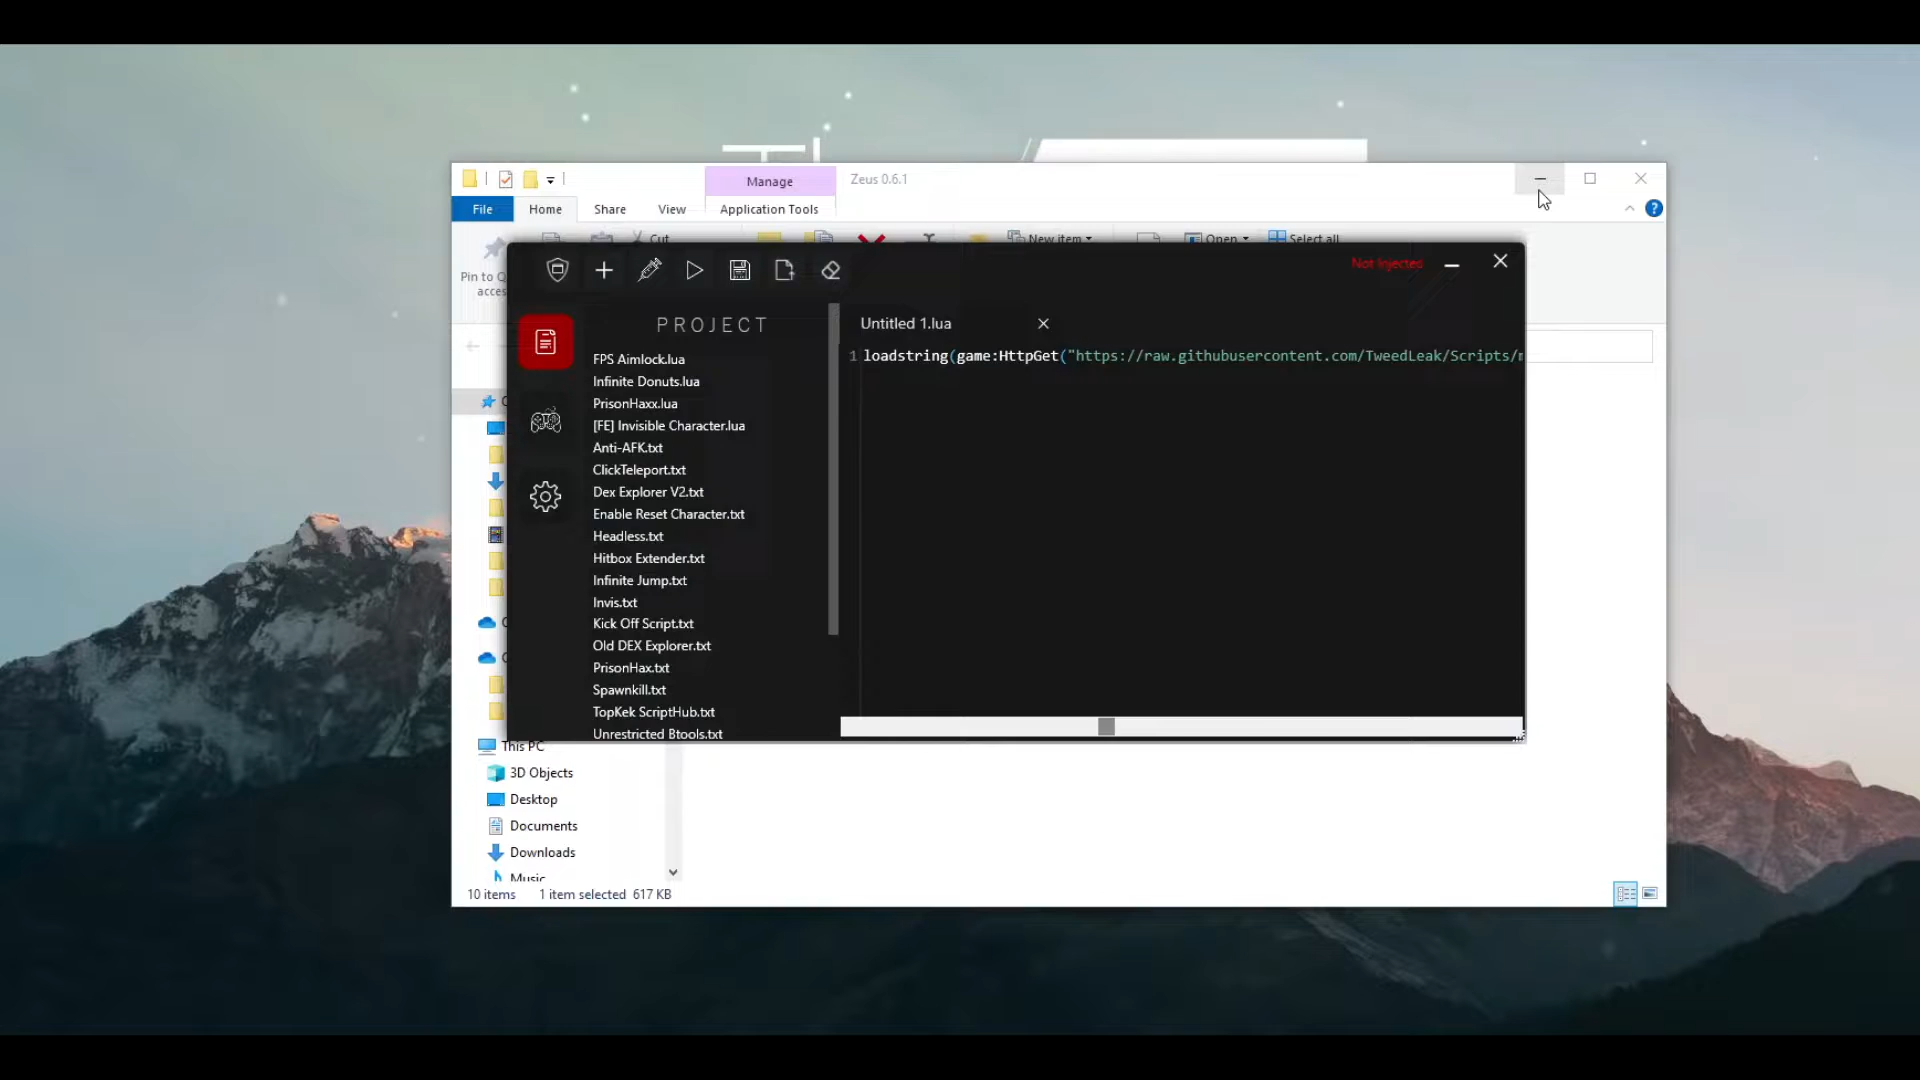 Manage
Zeus 0.6.1
File
Home
Share
View
Application Tools
Cut
New item
Open
Select all
Pin to Q
acces
Not Injected
PROJECT
Untitled 1.lua
1 loadstring(game:HttpGet("https://raw.githubusercontent.com/TweedLeak/Scripts/
FPS Aimlock.lua
Infinite Donuts.lua
PrisonHaxx.lua
[FE] Invisible Character.lua
Anti-AFK.txt
ClickTeleport.txt
Dex Explorer V2.txt
Enable Reset Character.txt
Headless.txt
Hitbox Extender.txt
Infinite Jump.txt
Invis.txt
Kick Off Script.txt
Old DEX Explorer.txt
PrisonHax.txt
Spawnkill.txt
TopKek ScriptHub.txt
Unrestricted Btools.txt
This PC
3D Objects
Desktop
Documents
Downloads
Music
10 items
1 item selected 617 KB